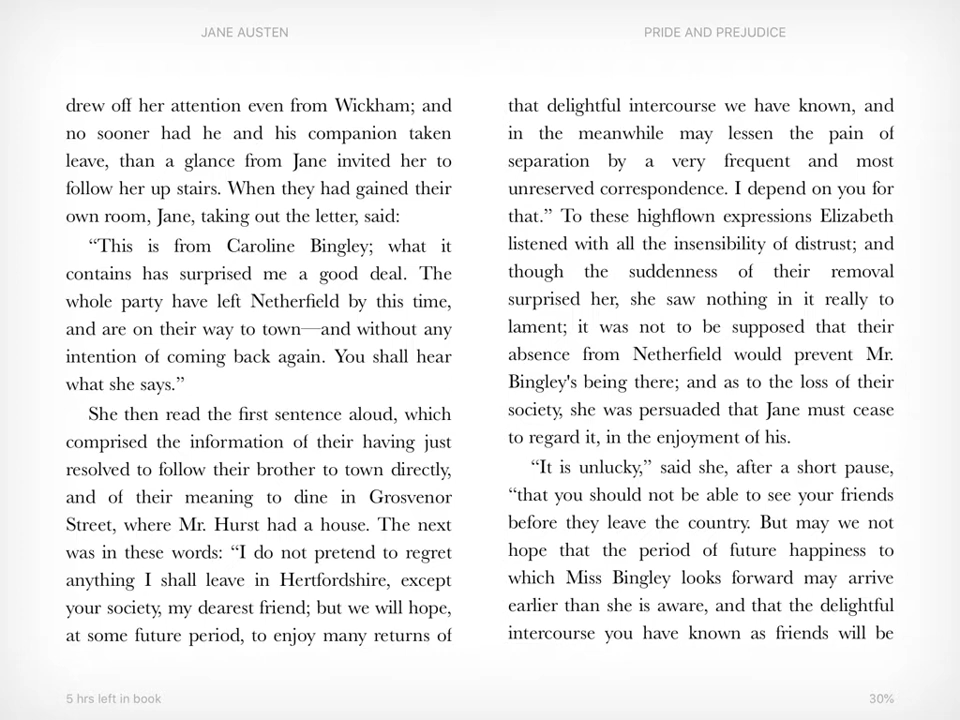 JANE AUSTEN
PRIDE AND PREJUDICE
drew off her attention even from Wickham; and
no sooner had he and his companion taken
leave, than a glance from Jane invited her to
follow her up stairs. When they had gained their
own room, Jane, taking out the letter, said:
“This is from Caroline Bingley; what it
contains has surprised me a good deal. The
whole party have left Netherfield by this time,
and are on their way to town—and without any
intention of coming back again. You shall hear
what she says.”
She then read the first sentence aloud, which
comprised the information of their having just
resolved to follow their brother to town directly,
and of their meaning to dine in Grosvenor
Street, where Mr. Hurst had a house. The next
was in these words: “I do not pretend to regret
anything I shall leave in Hertfordshire, except
your society, my dearest friend; but we will hope,
at some future period, to enjoy many returns of
that delightful intercourse we have known, and
in the meanwhile may lessen the pain of
separation by a very frequent and most
unreserved correspondence. I depend on you for
that.” To these highflown expressions Elizabeth
listened with all the insensibility of distrust; and
though the suddenness of their removal
surprised her, she saw nothing in it really to
lament; it was not to be supposed that their
absence from Netherfield would prevent Mr.
Bingley's being there; and as to the loss of their
society, she was persuaded that Jane must cease
to regard it, in the enjoyment of his.
“It is unlucky,” said she, after a short pause,
“that you should not be able to see your friends
before they leave the country. But may we not
hope that the period of future happiness to
which Miss Bingley looks forward may arrive
earlier than she is aware, and that the delightful
intercourse you have known as friends will be
5 hrs left in book
30%